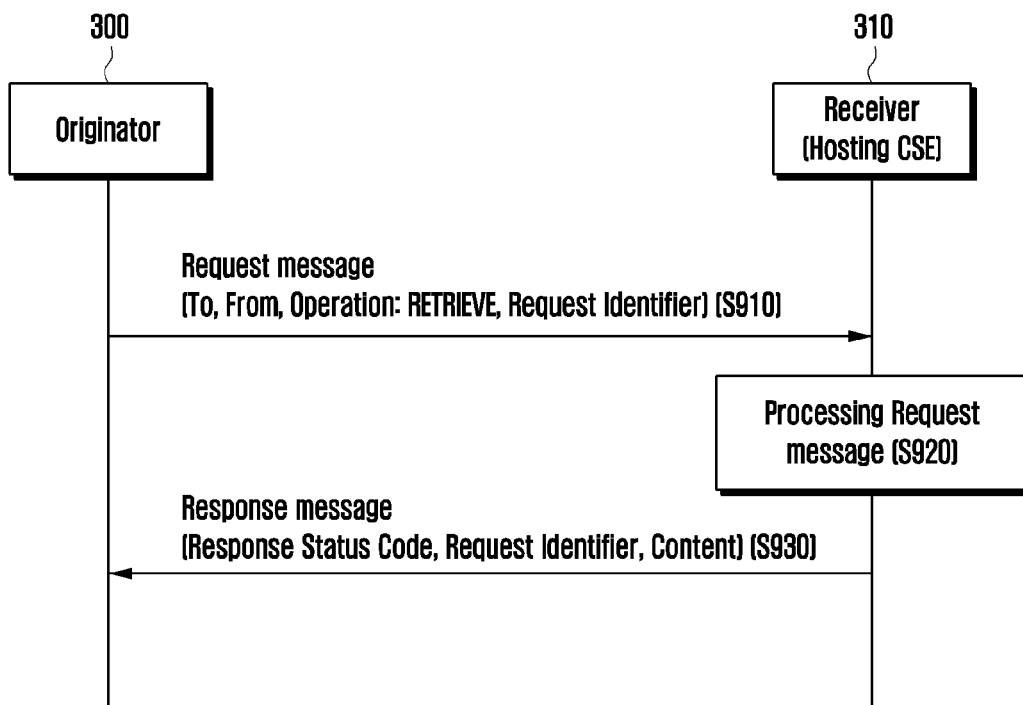 300
310
Originator
Receiver
(Hosting CSE)
Request message
(To, From, Operation: RETRIEVE, Request Identifier) (S910)
Processing Request
message (S920)
Response message
(Response Status Code, Request Identifier, Content) (S930)